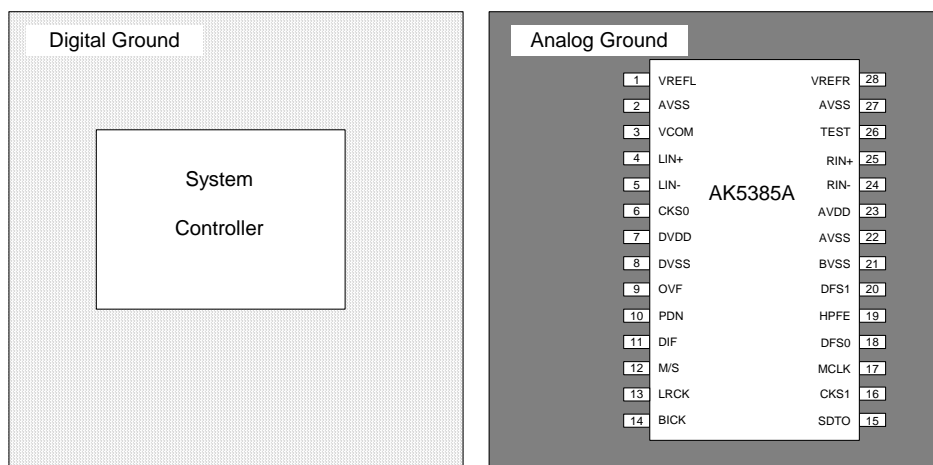 Digital Ground
System
Controller
Analog Ground
AK5385A
1 VREFL
2 AVSS
3 VCOM
4 LIN+
5 LIN-
6 CKS0
7 DVDD
8 DVSS
9 OVF
10 PDN
11 DIF
12 M/S
13 LRCK
14 BICK
VREFR 28
AVSS 27
TEST 26
RIN+ 25
RIN- 24
AVDD 23
AVSS 22
BVSS 21
DFS1 20
HPFE 19
DFS0 18
MCLK 17
CKS1 16
SDTO 15